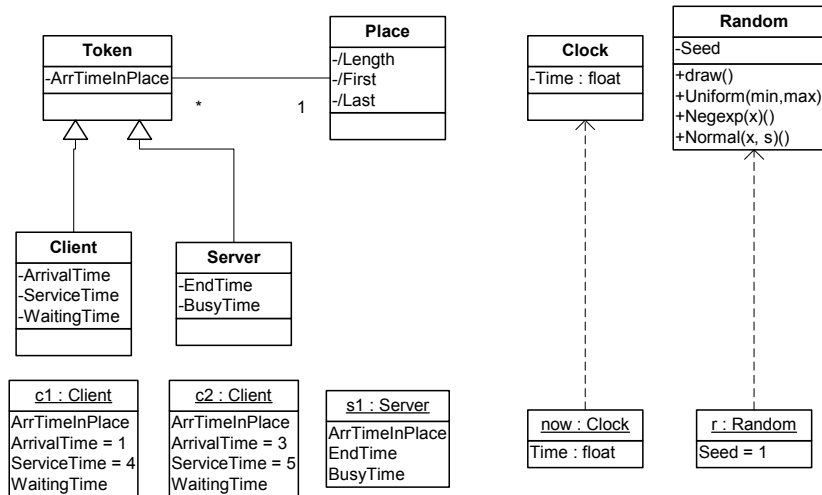 Token
-ArrTimeInPlace
*
1
Place
-/Length
-/First
-/Last
Clock
-Time : float
Random
-Seed
+draw()
+Uniform(min,max)
+Negexp(x)()
+Normal(x, s)()
Client
-ArrivalTime
-ServiceTime
-WaitingTime
Server
-EndTime
-BusyTime
c1 : Client
ArrTimeInPlace
ArrivalTime = 1
ServiceTime = 4
WaitingTime
c2 : Client
ArrTimeInPlace
ArrivalTime = 3
ServiceTime = 5
WaitingTime
s1 : Server
ArrTimeInPlace
EndTime
BusyTime
now : Clock
Time : float
r : Random
Seed = 1